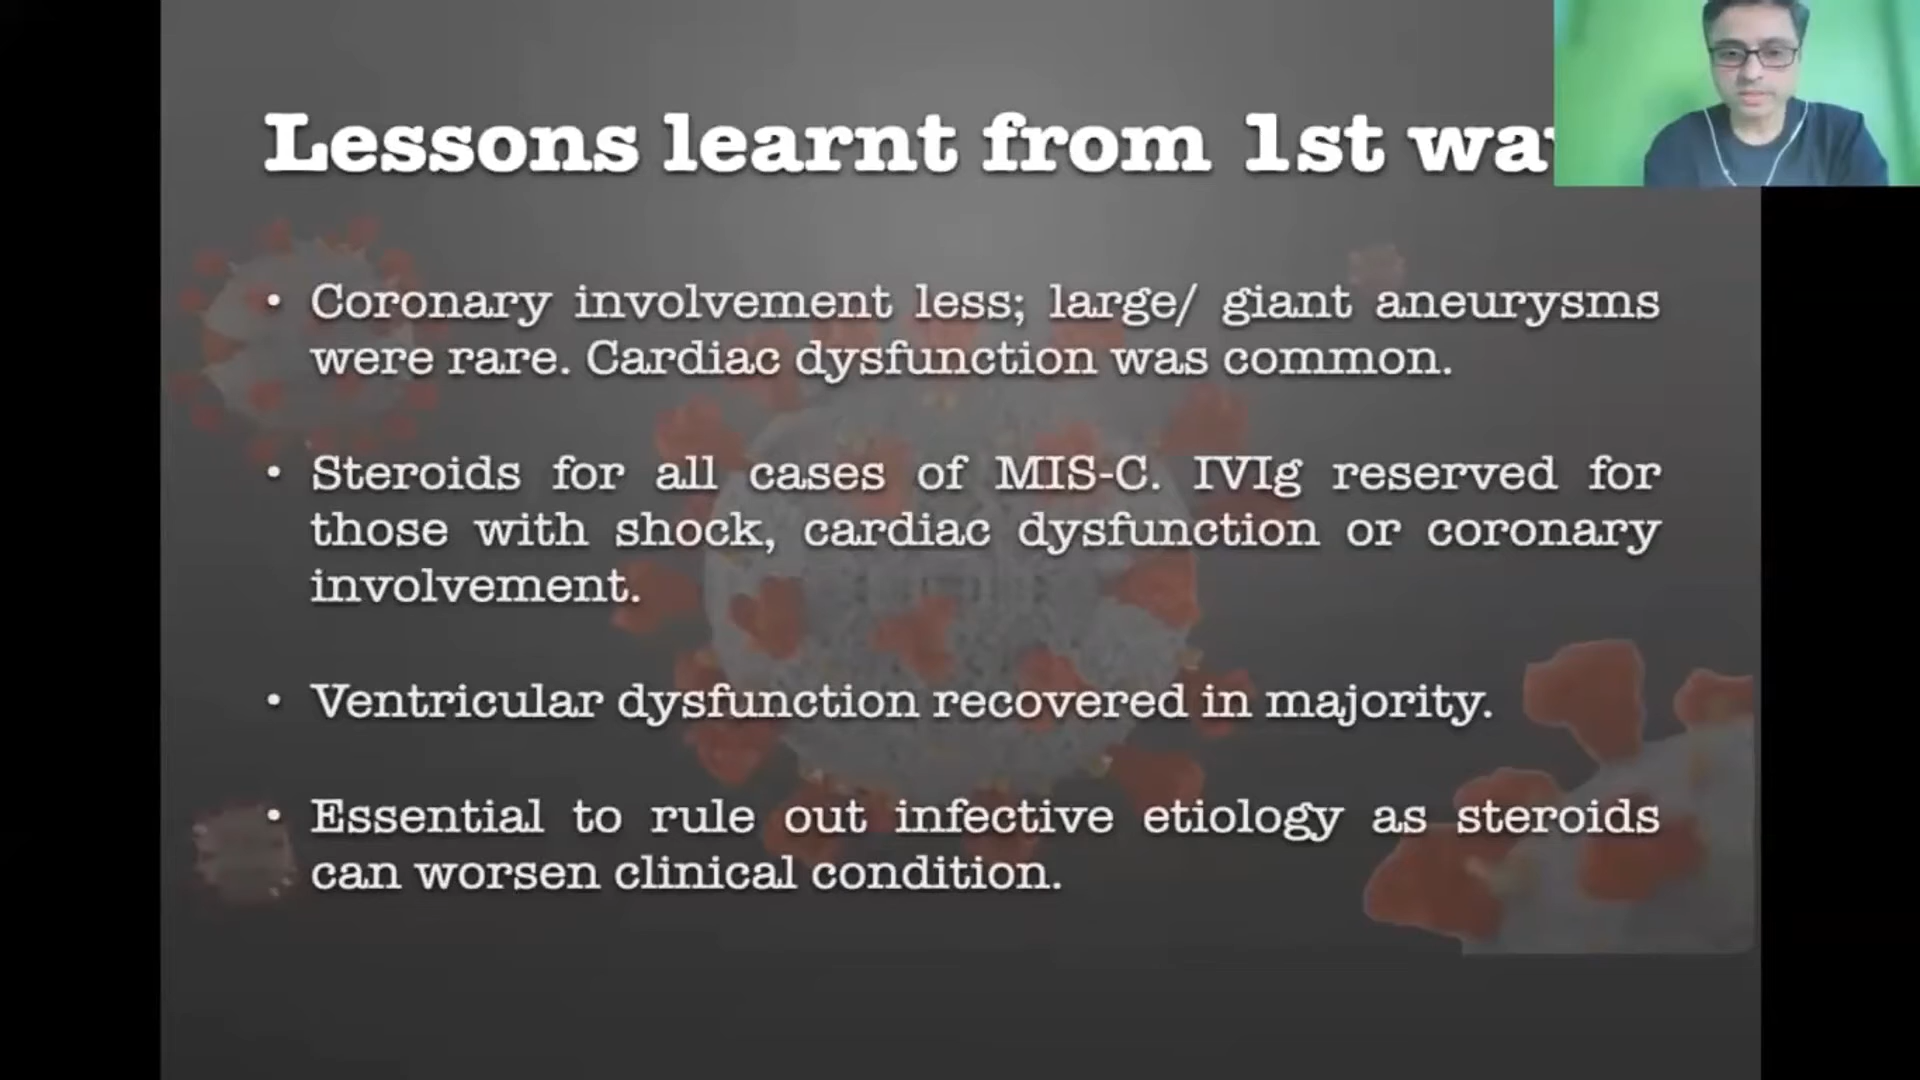 Lessons learnt from 1st
• Coronary involvement less; large/ giant aneurysms
were rare. Cardiac dysfunction was common.
• Steroids for all cases of MIS-C. IVIg reserved for
those with shock, cardiac dysfunction or coronary
involvement.
• Ventricular dysfunction recovered in majority.
• Essential to rule out infective etiology as steroids
can worsen clinical condition.